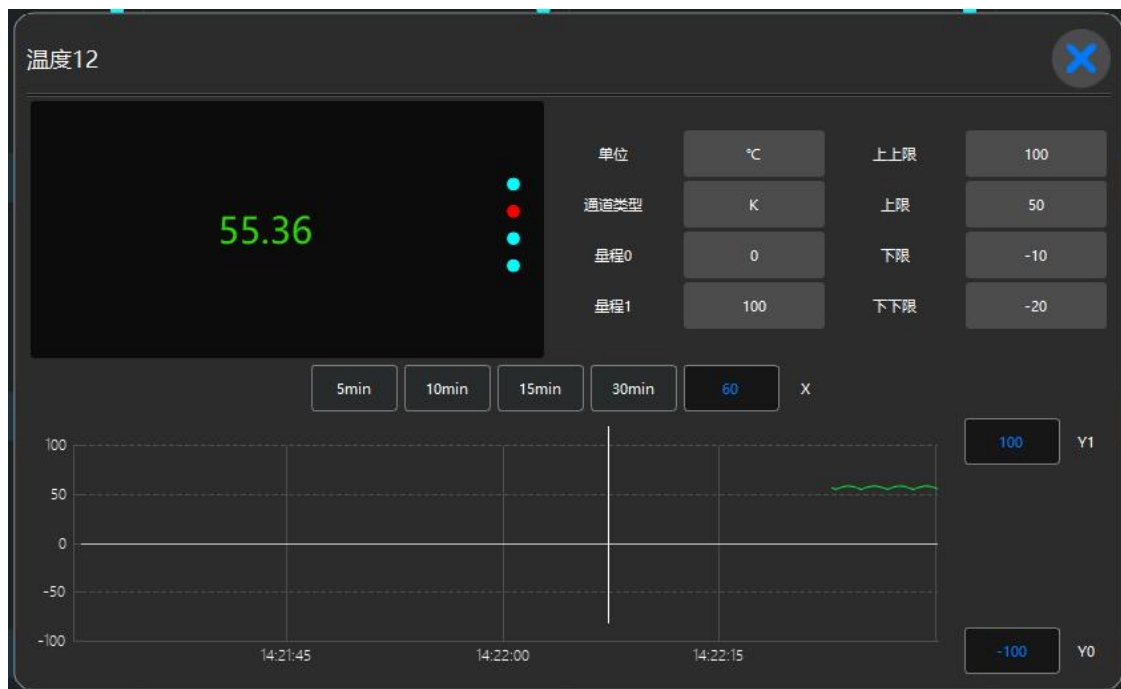 温度12
55.36
单位 ℃ 上上限 100
通道类型 K 上限 50
量程0 0 下限 -10
量程1 100 下下限 -20
5min 10min 15min 30min 60 X
100 Y1
100
50
0
-50
-100
14:21:45 14:22:00 14:22:15
-100 Y0